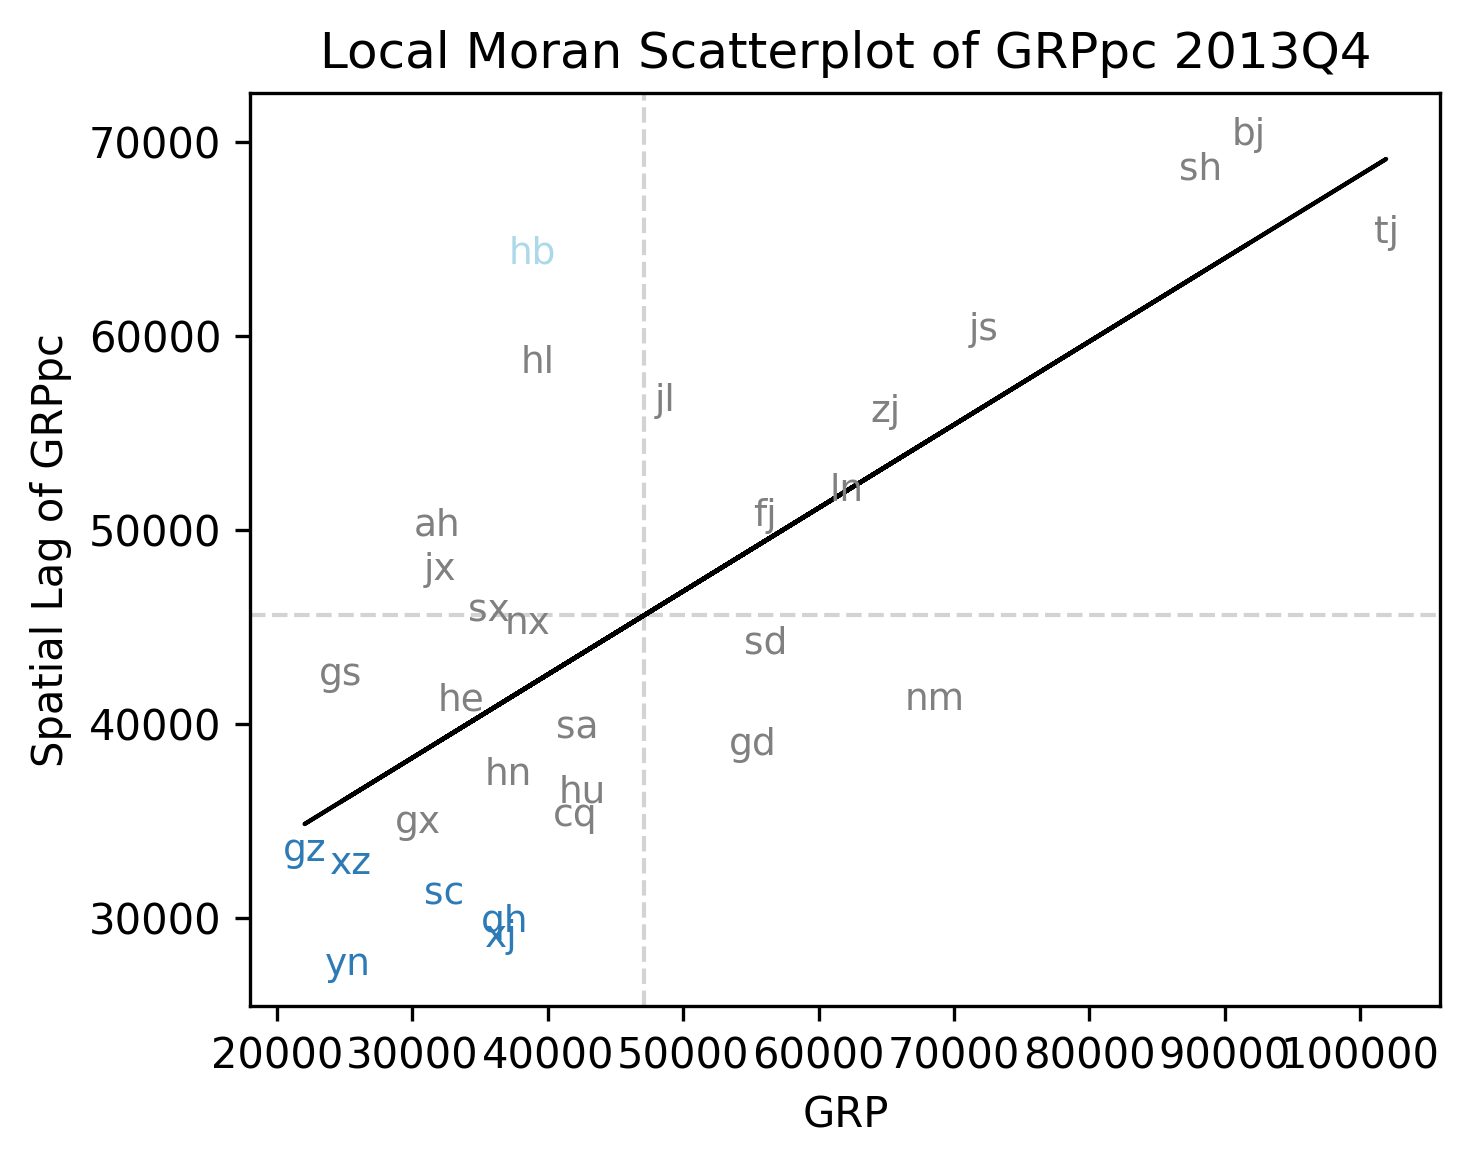 Local Moran Scatterplot of GRPpc 2013Q4
70000
60000
50000
40000
30000
Spatial Lag of GRPpc
bj
sh
tj
hb
js
hl
jl
zj
ln
fj
ah
jx
sx
nx
sd
gs
he
nm
sa
gd
hn
hu
cq
gx
gz
xz
sc
qh
xj
yn
20000 30000 40000 50000 60000 70000 80000 90000 100000
GRP